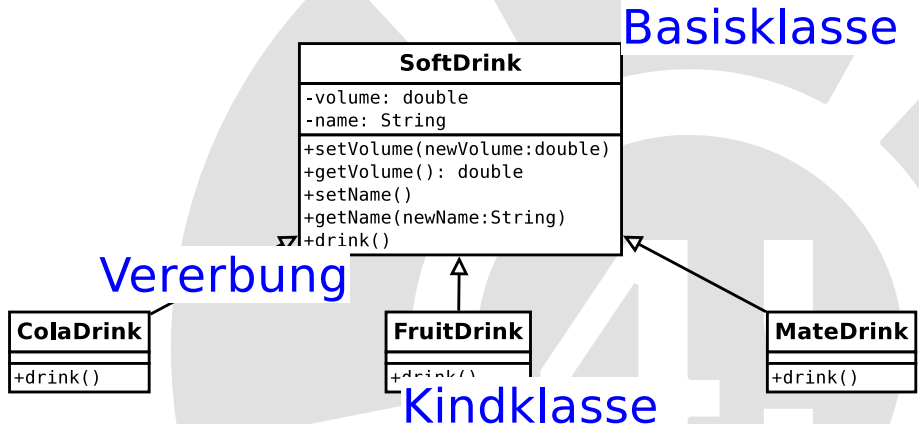 Basisklasse
SoftDrink
-volume: double
-name: String
+setVolume(newVolume:double)
+getVolume(): double
+setName()
+getName(newName:String)
+drink()
Vererbung
ColaDrink
+drink()
FruitDrink
+drink()
MateDrink
+drink()
Kindklasse